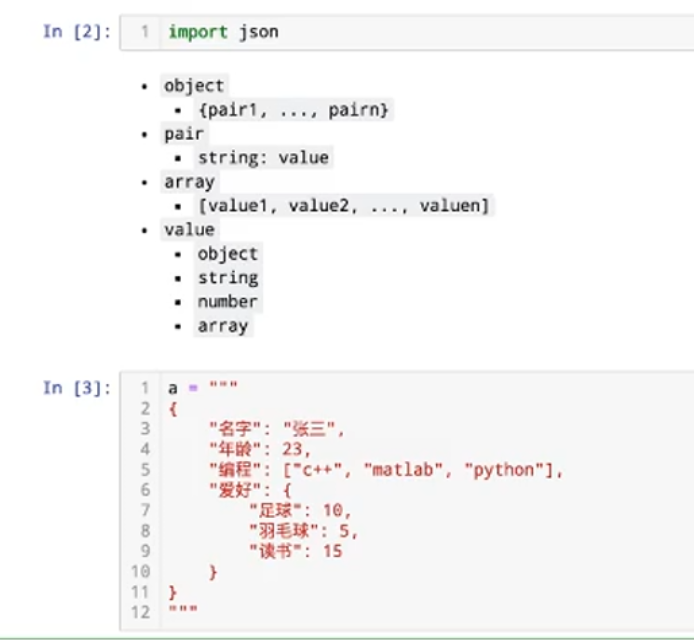 In [2]: 1 import json
• object
▪ {pair1, ..., pairn}
• pair
▪ string: value
• array
▪ [value1, value2, ..., valuen]
• value
▪ object
▪ string
▪ number
▪ array
In [3]: 1 a = """
2 {
3 "名字": "张三",
4 "年龄": 23,
5 "编程": ["c++", "matlab", "python"],
6 "爱好": {
7 "足球": 10,
8 "羽毛球": 5,
9 "读书": 15
10 }
11 }
12 """